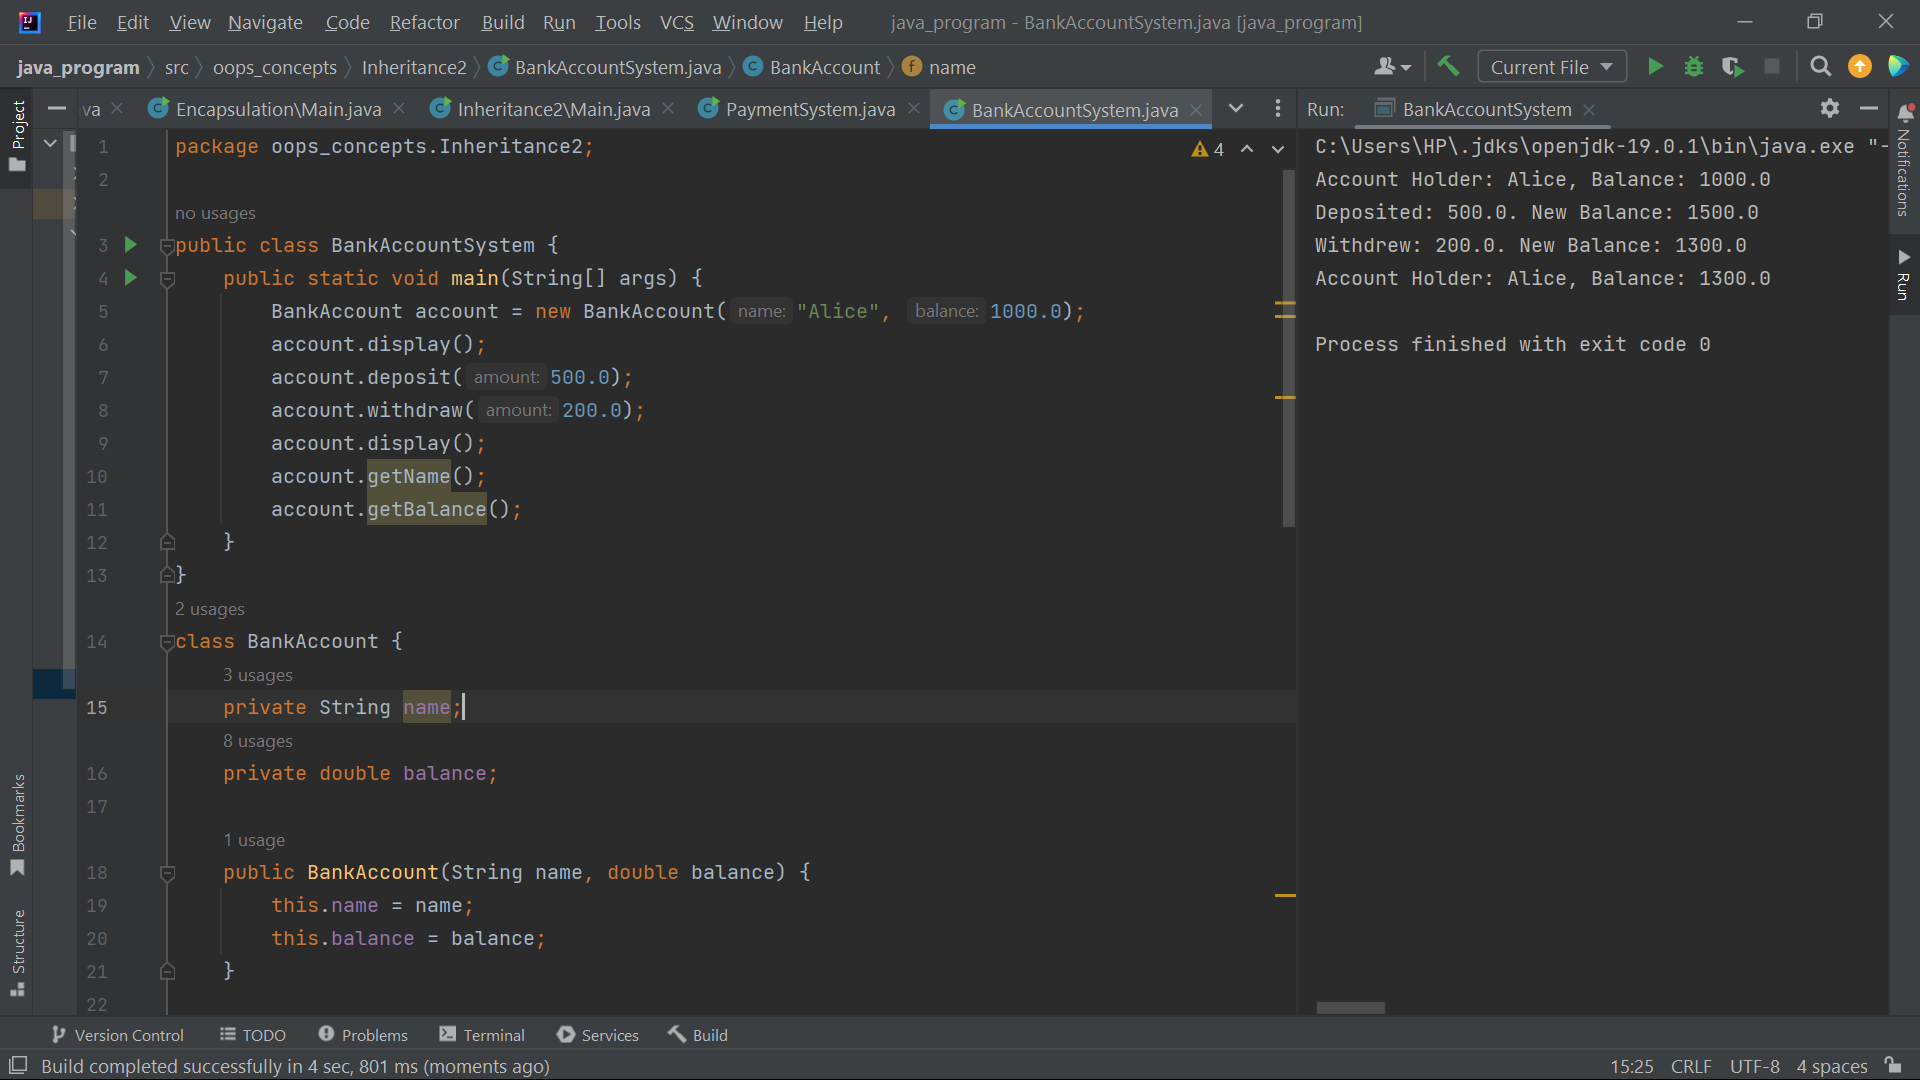 File Edit View Navigate Code Refactor Build Run Tools VCS Window Help java_program - BankAccountSystem.java [java_program]
java_program src oops_concepts Inheritance2 BankAccountSystem.java BankAccount name Current File
va Encapsulation\Main.java Inheritance2\Main.java PaymentSystem.java BankAccountSystem.java
Project
4
1 package oops_concepts.Inheritance2;
2
no usages
3 public class BankAccountSystem {
4 public static void main(String[] args) {
5 BankAccount account = new BankAccount( name: "Alice", balance: 1000.0);
6 account.display();
7 account.deposit( amount: 500.0);
8 account.withdraw( amount: 200.0);
9 account.display();
10 account.getName();
11 account.getBalance();
12 }
13 }
2 usages
14 class BankAccount {
3 usages
15 private String name;
8 usages
16 private double balance;
17
1 usage
18 public BankAccount(String name, double balance) {
19 this.name = name;
20 this.balance = balance;
21 }
22
Run: BankAccountSystem
C:\Users\HP\.jdks\openjdk-19.0.1\bin\java.exe "-
Account Holder: Alice, Balance: 1000.0
Deposited: 500.0. New Balance: 1500.0
Withdrew: 200.0. New Balance: 1300.0
Account Holder: Alice, Balance: 1300.0
Process finished with exit code 0
Notifications
Run
Bookmarks
Structure
Version Control TODO Problems Terminal Services Build
Build completed successfully in 4 sec, 801 ms (moments ago) 15:25 CRLF UTF-8 4 spaces